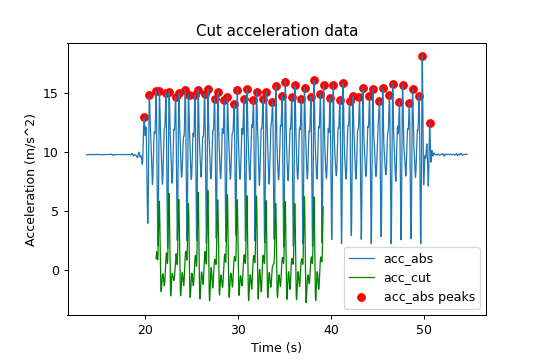 Cut acceleration data
Acceleration (m/s^2)
15
10
5
0
20
30
40
50
Time (s)
acc_abs
acc_cut
acc_abs peaks